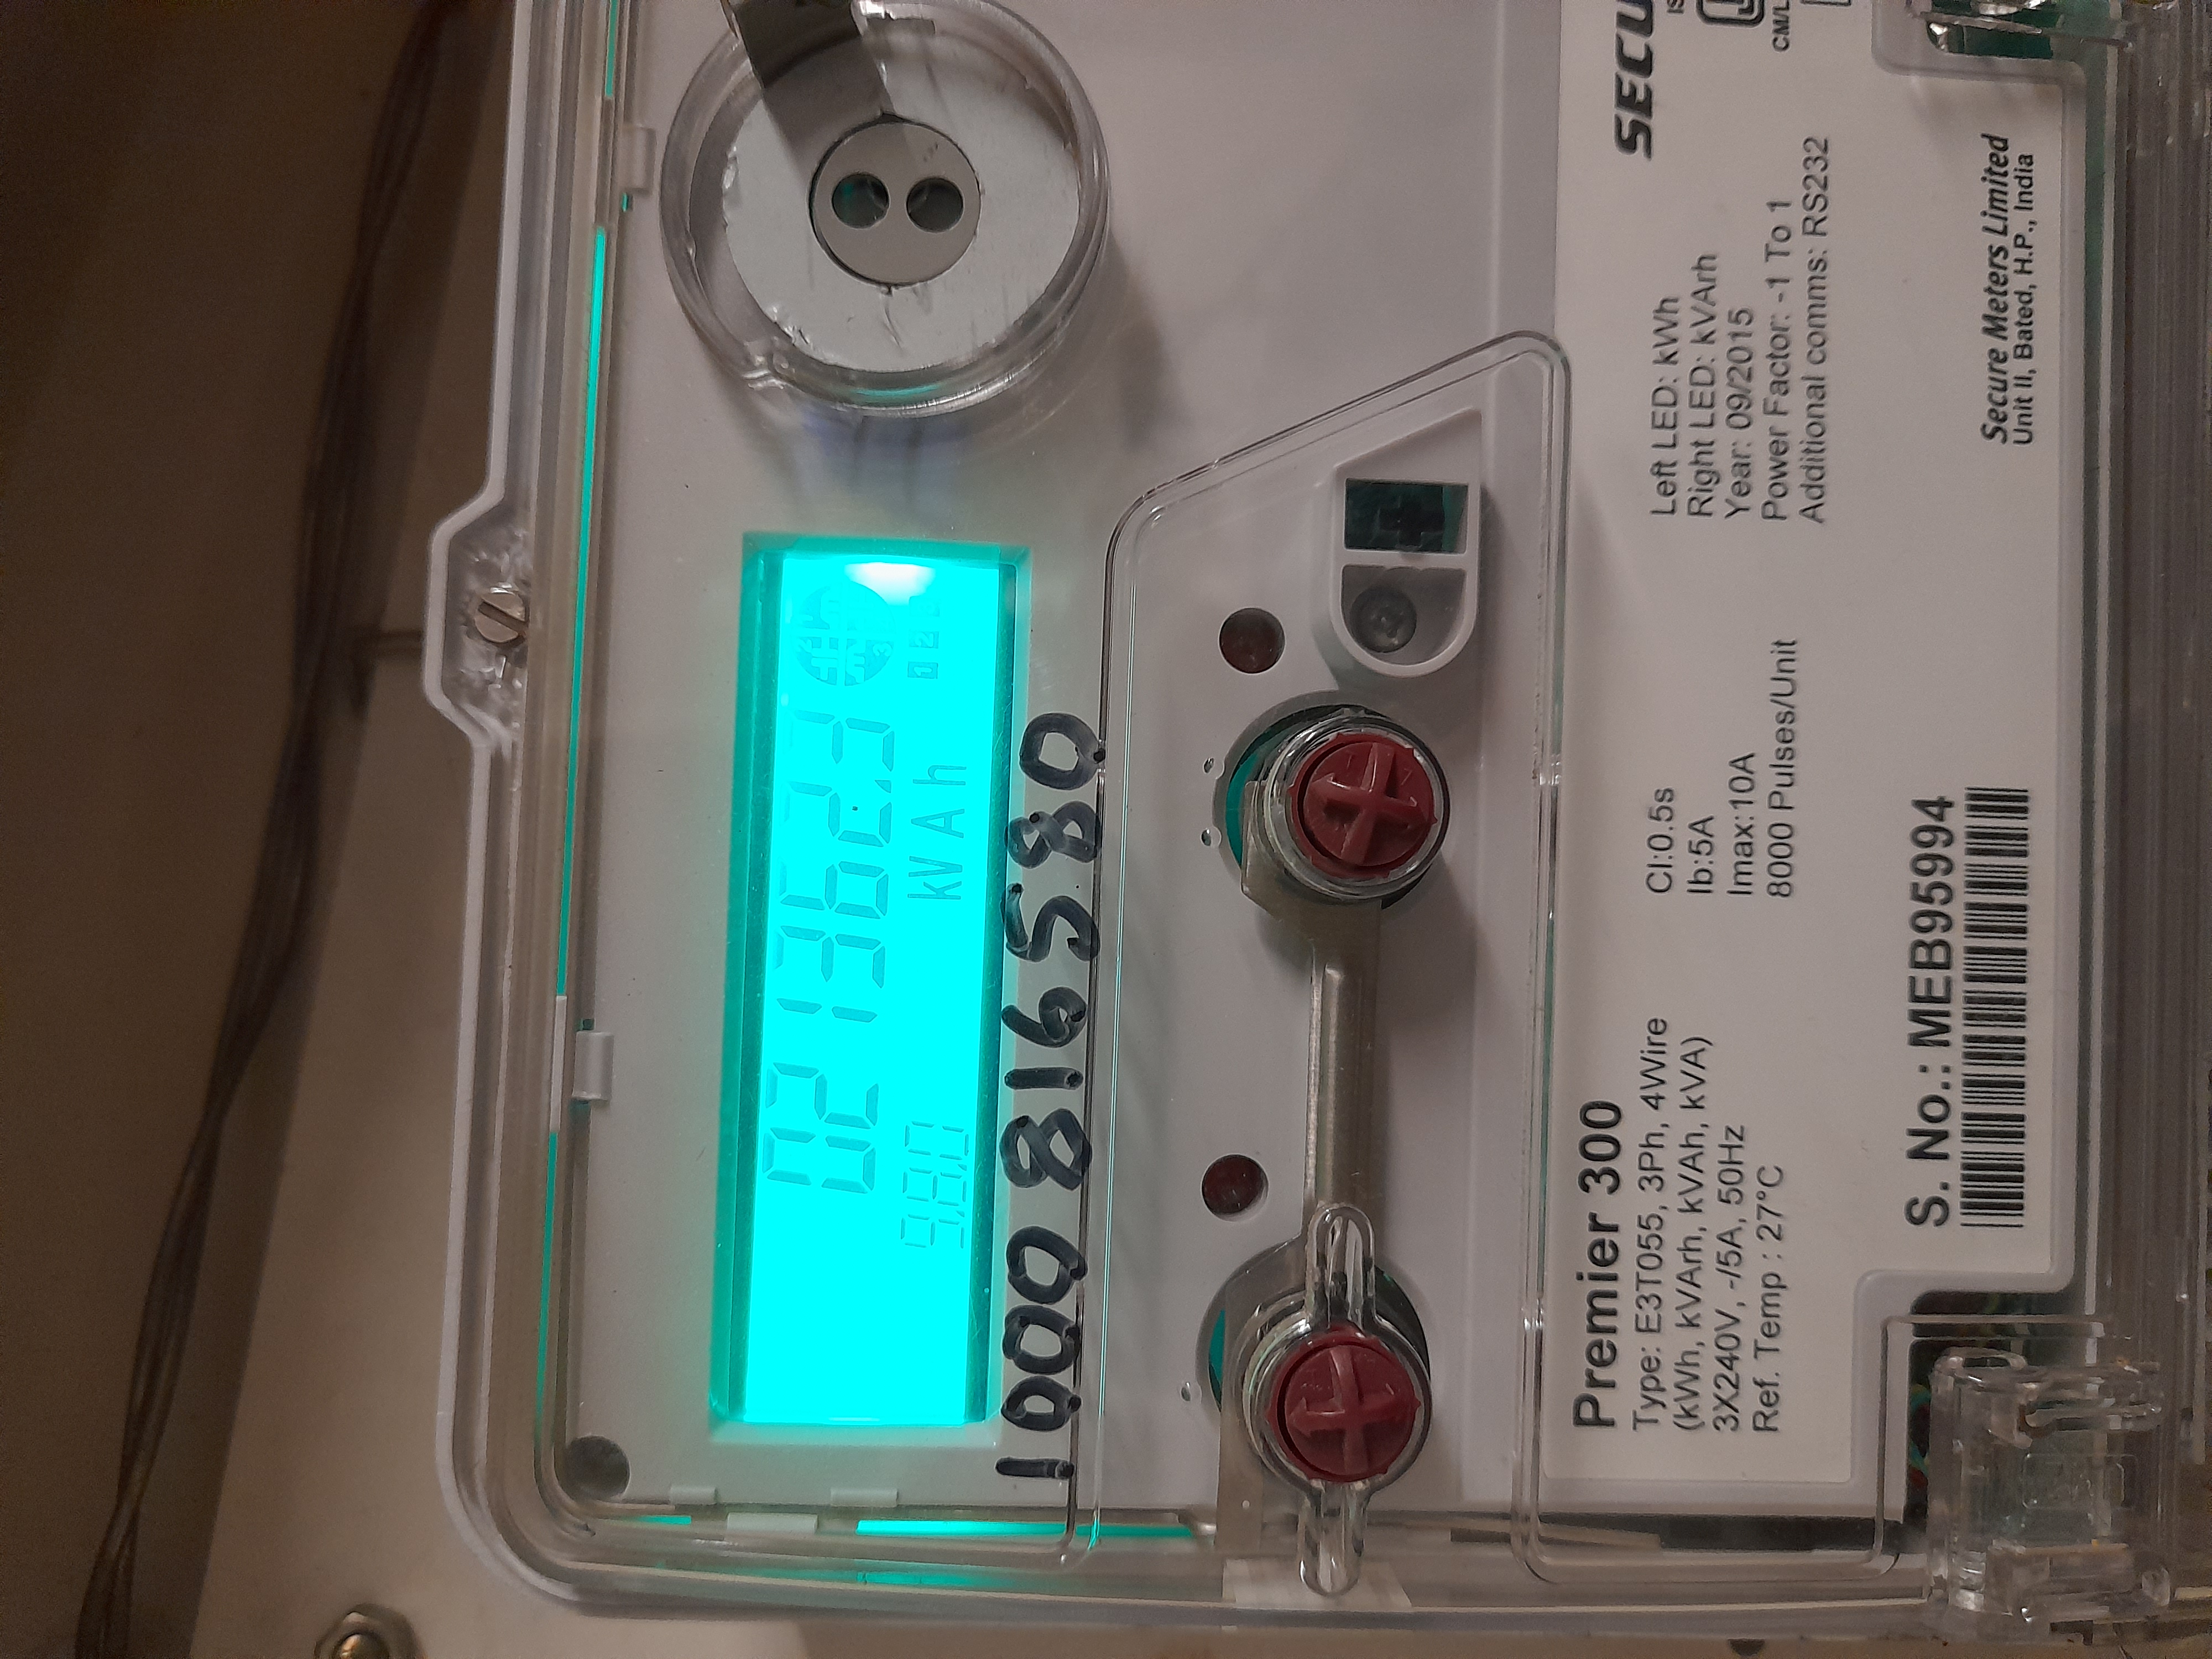 kVAh
1000 816580
SECU
Left LED: kWh
Right LED: kVArh
Year: 09/2015
Power Factor: -1 To 1
Additional comms: RS232
Cl:0.5s
Ib:5A
Imax:10A
8000 Pulses/Unit
Premier 300
Type: E3T055, 3Ph, 4Wire
(kWh, kVArh, kVAh, kVA)
3X240V, -/5A, 50Hz
Ref. Temp : 27°C
S. No.: MEB95994
Secure Meters Limited
Unit II, Bated, H.P., India